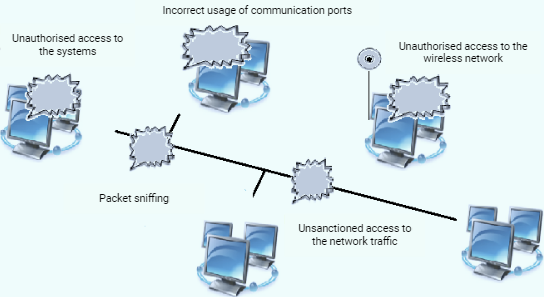 Incorrect usage of communication ports
Unauthorised access to
the systems
Unauthorised access to the
wireless network
Packet sniffing
Unsanctioned access to
the network traffic